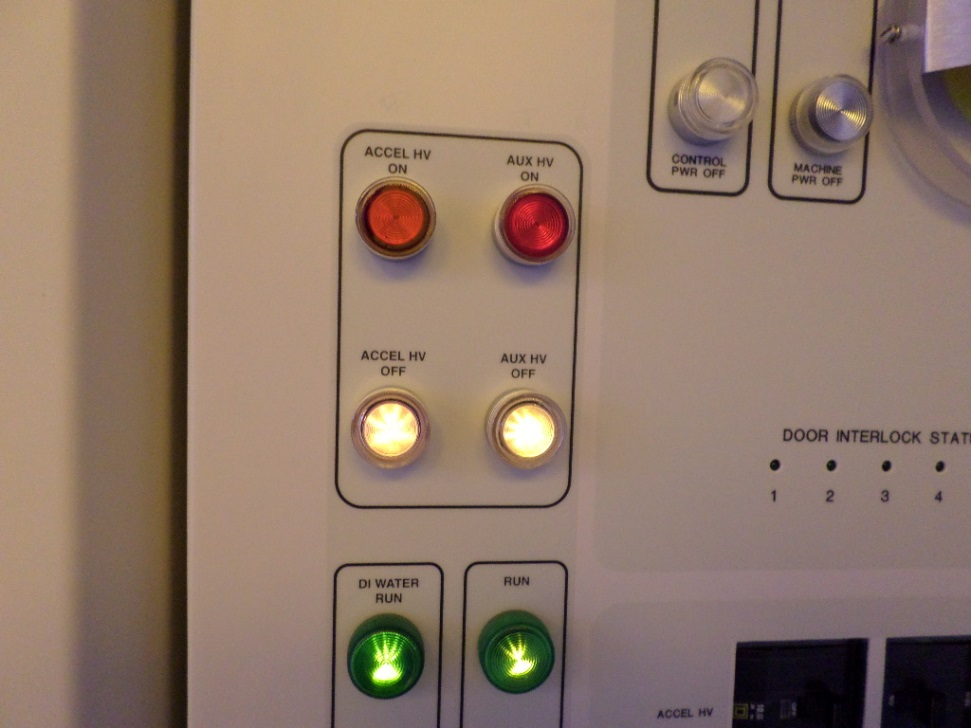 CONTROL
PWR OFF
MACHINE
PWR OFF
ACCEL HV
ON
AUX HV
ON
ACCEL HV
OFF
AUX HV
OFF
DOOR INTERLOCK STAT
1 2 3 4
DI WATER
RUN
RUN
ACCEL HV